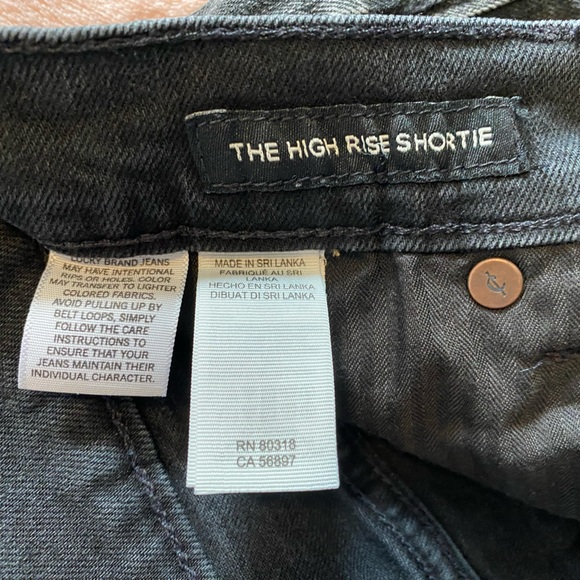 THE HIGH RISE SHORTIE
LUCKY BRAND JEANS
MAY HAVE INTENTIONAL
RIPS OR HOLES. COLOR
MAY TRANSFER TO LIGHTER
COLORED FABRICS.
AVOID PULLING UP BY
BELT LOOPS, SIMPLY
FOLLOW THE CARE
INSTRUCTIONS TO
ENSURE THAT YOUR
JEANS MAINTAIN THEIR
INDIVIDUAL CHARACTER.
MADE IN SRI LANKA
FABRIQUÉ AU SRI
LANKA
HECHO EN SRI LANKA
DIBUAT DI SRI LANKA
RN 80318
CA 56897